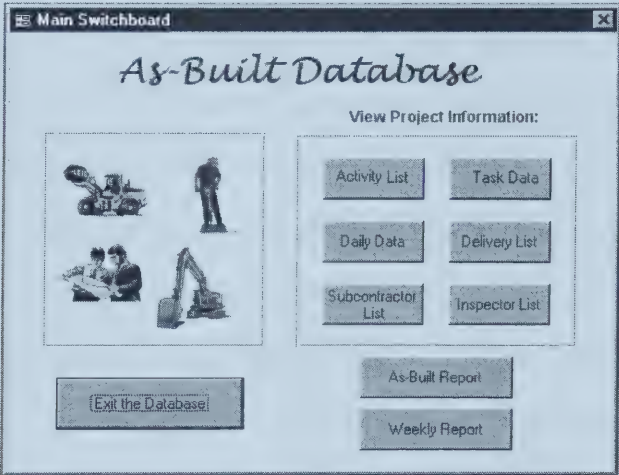 Main Switchboard
As-Built Database
View Project Information:
Activity List
Task Data
Daily Data
Delivery List
Subcontractor
List
Inspector List
As-Built Report
Exit the Database
Weekly Report